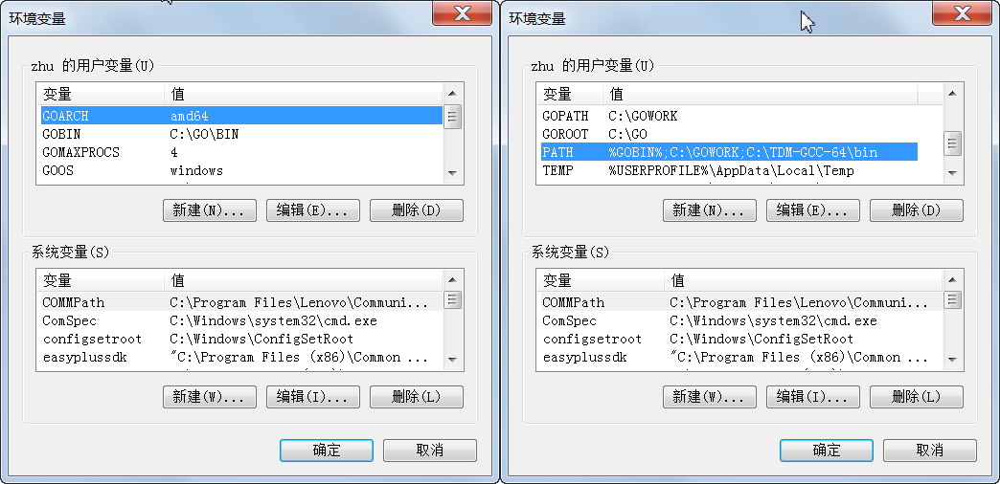 环境变量
zhu 的用户变量(U)
变量 值
GOARCH amd64
GOBIN C:\GO\BIN
GOMAXPROCS 4
GOOS windows
新建(N)... 编辑(E)... 删除(D)
系统变量(S)
变量 值
COMMPath C:\Program Files\Lenovo\Communi...
ComSpec C:\Windows\system32\cmd.exe
configsetroot C:\Windows\ConfigSetRoot
easyplussdk "C:\Program Files (x86)\Common ...
新建(W)... 编辑(I)... 删除(L)
确定 取消
环境变量
zhu 的用户变量(U)
变量 值
GOPATH C:\GOWORK
GOROOT C:\GO
PATH %GOBIN%;C:\GOWORK;C:\TDM-GCC-64\bin
TEMP %USERPROFILE%\AppData\Local\Temp
新建(N)... 编辑(E)... 删除(D)
系统变量(S)
变量 值
COMMPath C:\Program Files\Lenovo\Communi...
ComSpec C:\Windows\system32\cmd.exe
configsetroot C:\Windows\ConfigSetRoot
easyplussdk "C:\Program Files (x86)\Common ...
新建(W)... 编辑(I)... 删除(L)
确定 取消